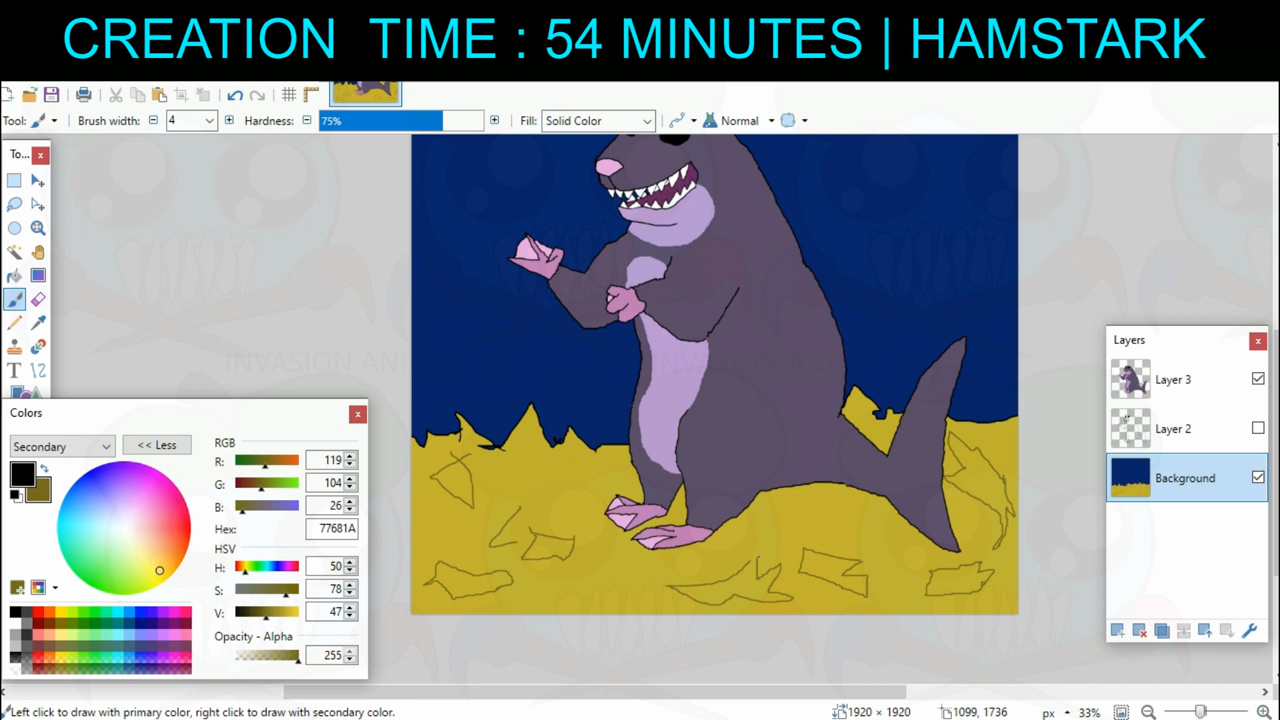 CREATION TIME : 54 MINUTES | HAMSTARK
Tool: Brush width: 4 Hardness: 75% Fill: Solid Color Normal
To... x
Colors x
Secondary << Less
RGB
R: 119
G: 104
B: 26
Hex: 77681A
HSV
H: 50
S: 78
V: 47
Opacity - Alpha
255
Layers x
Layer 3
Layer 2
Background
Left click to draw with primary color, right click to draw with secondary color. 1920 × 1920 1099, 1736 px 33%